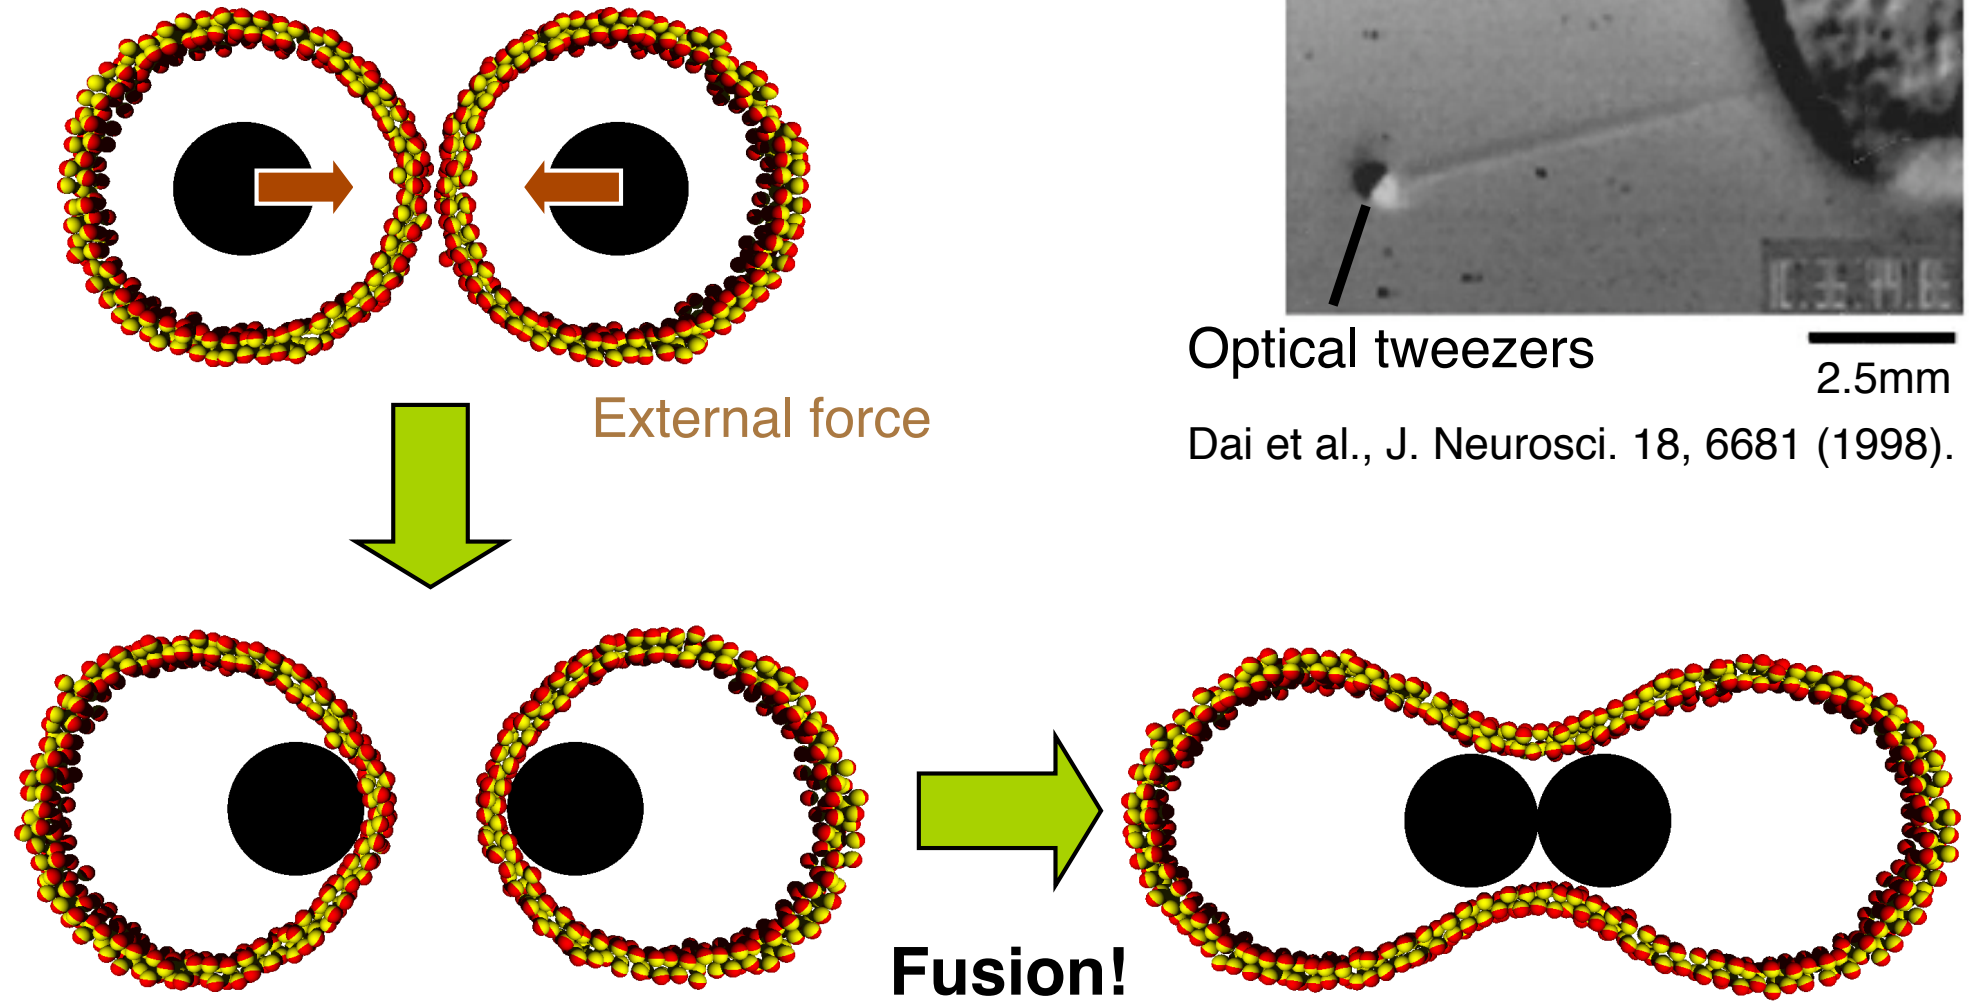 External force
Optical tweezers
2.5mm
Dai et al., J. Neurosci. 18, 6681 (1998).
Fusion!